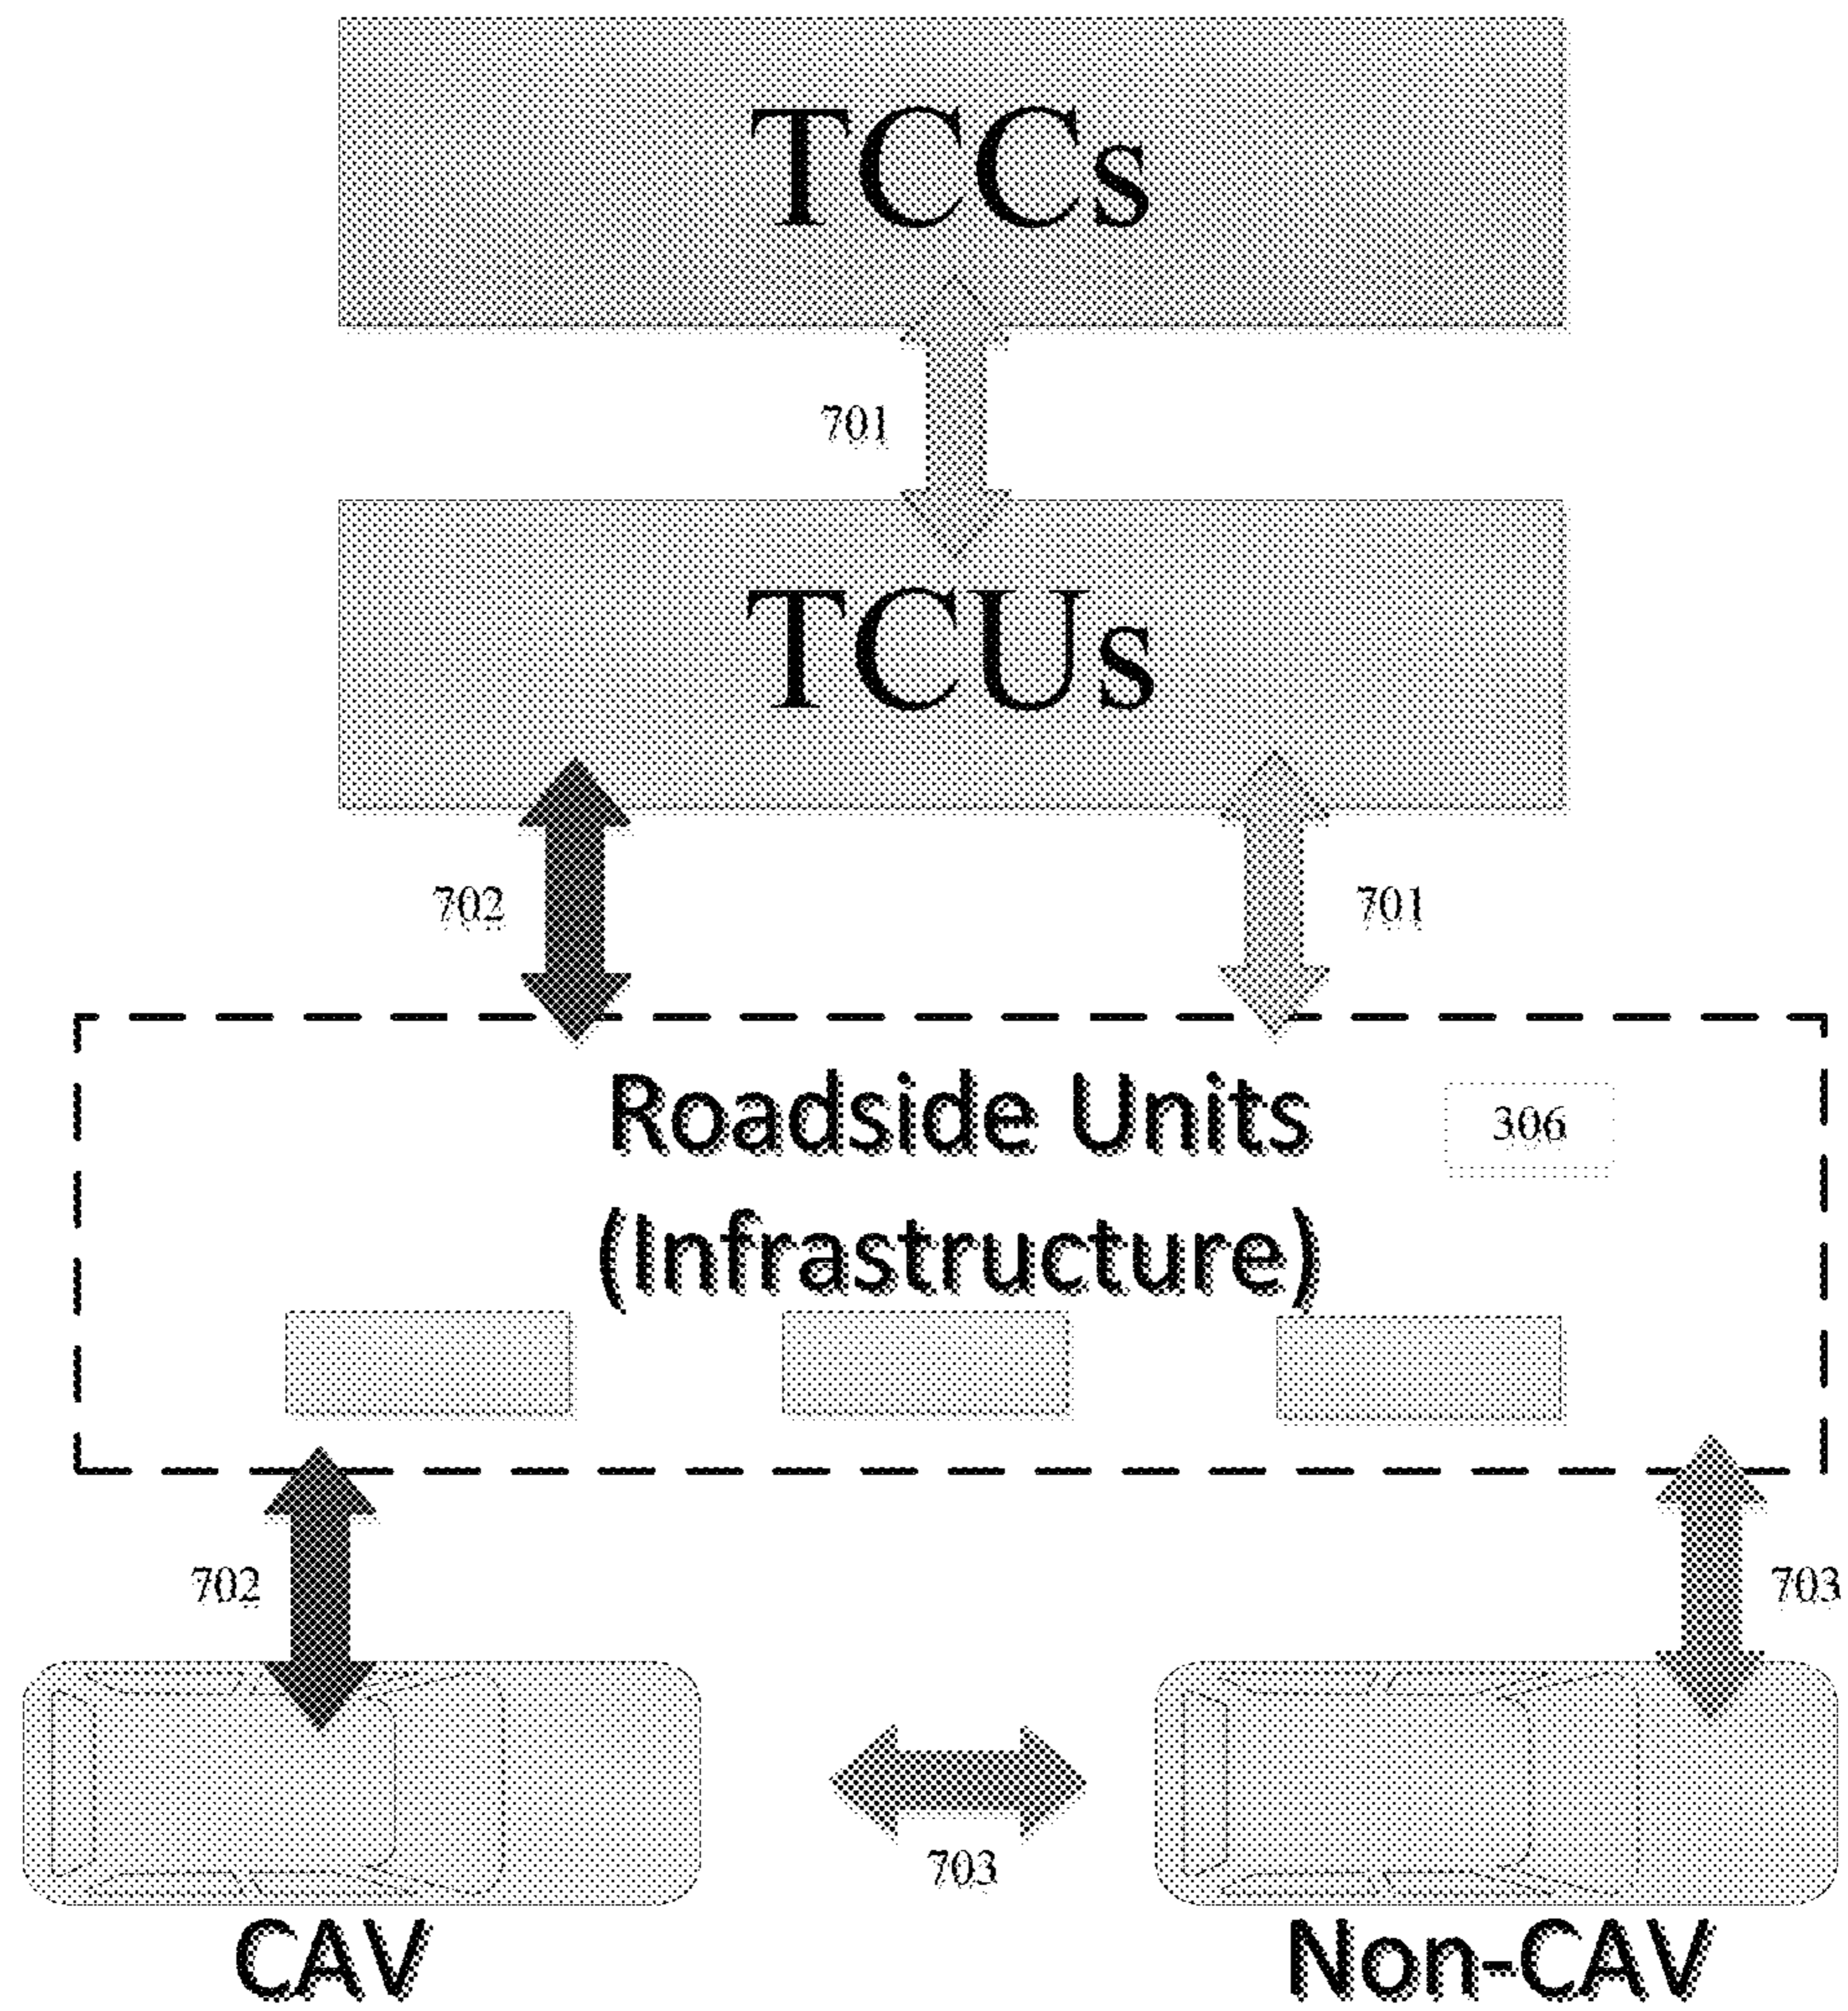 TCCs
701
TCUs
702
701
Roadside Units
306
(Infrastructure)
702
703
703
CAV
Non-CAV